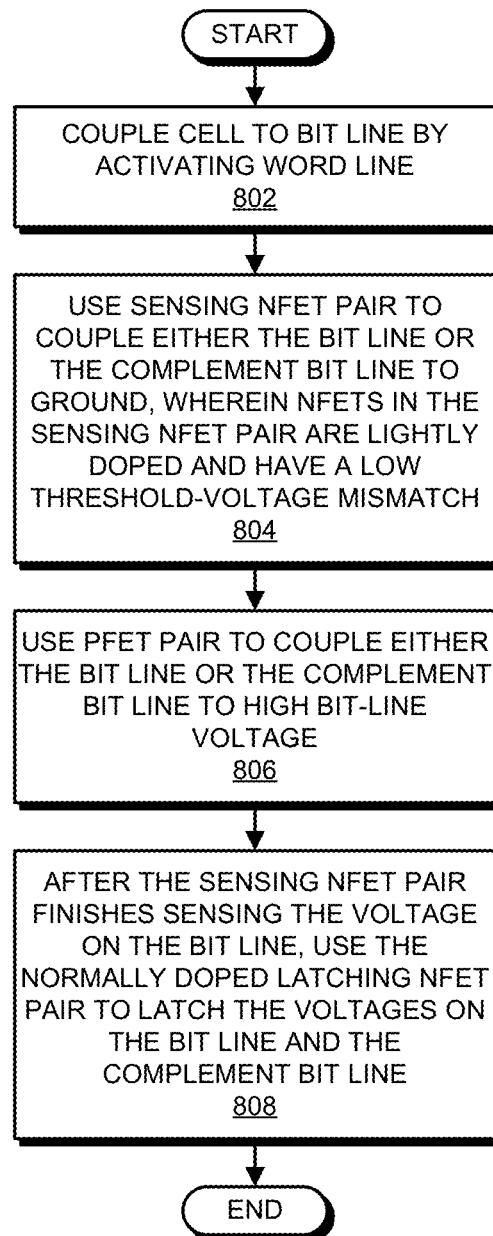 START
COUPLE CELL TO BIT LINE BY
ACTIVATING WORD LINE
802
USE SENSING NFET PAIR TO
COUPLE EITHER THE BIT LINE OR
THE COMPLEMENT BIT LINE TO
GROUND, WHEREIN NFETS IN THE
SENSING NFET PAIR ARE LIGHTLY
DOPED AND HAVE A LOW
THRESHOLD-VOLTAGE MISMATCH
804
USE PFET PAIR TO COUPLE EITHER
THE BIT LINE OR THE COMPLEMENT
BIT LINE TO HIGH BIT-LINE
VOLTAGE
806
AFTER THE SENSING NFET PAIR
FINISHES SENSING THE VOLTAGE
ON THE BIT LINE, USE THE
NORMALLY DOPED LATCHING NFET
PAIR TO LATCH THE VOLTAGES ON
THE BIT LINE AND THE
COMPLEMENT BIT LINE
808
END